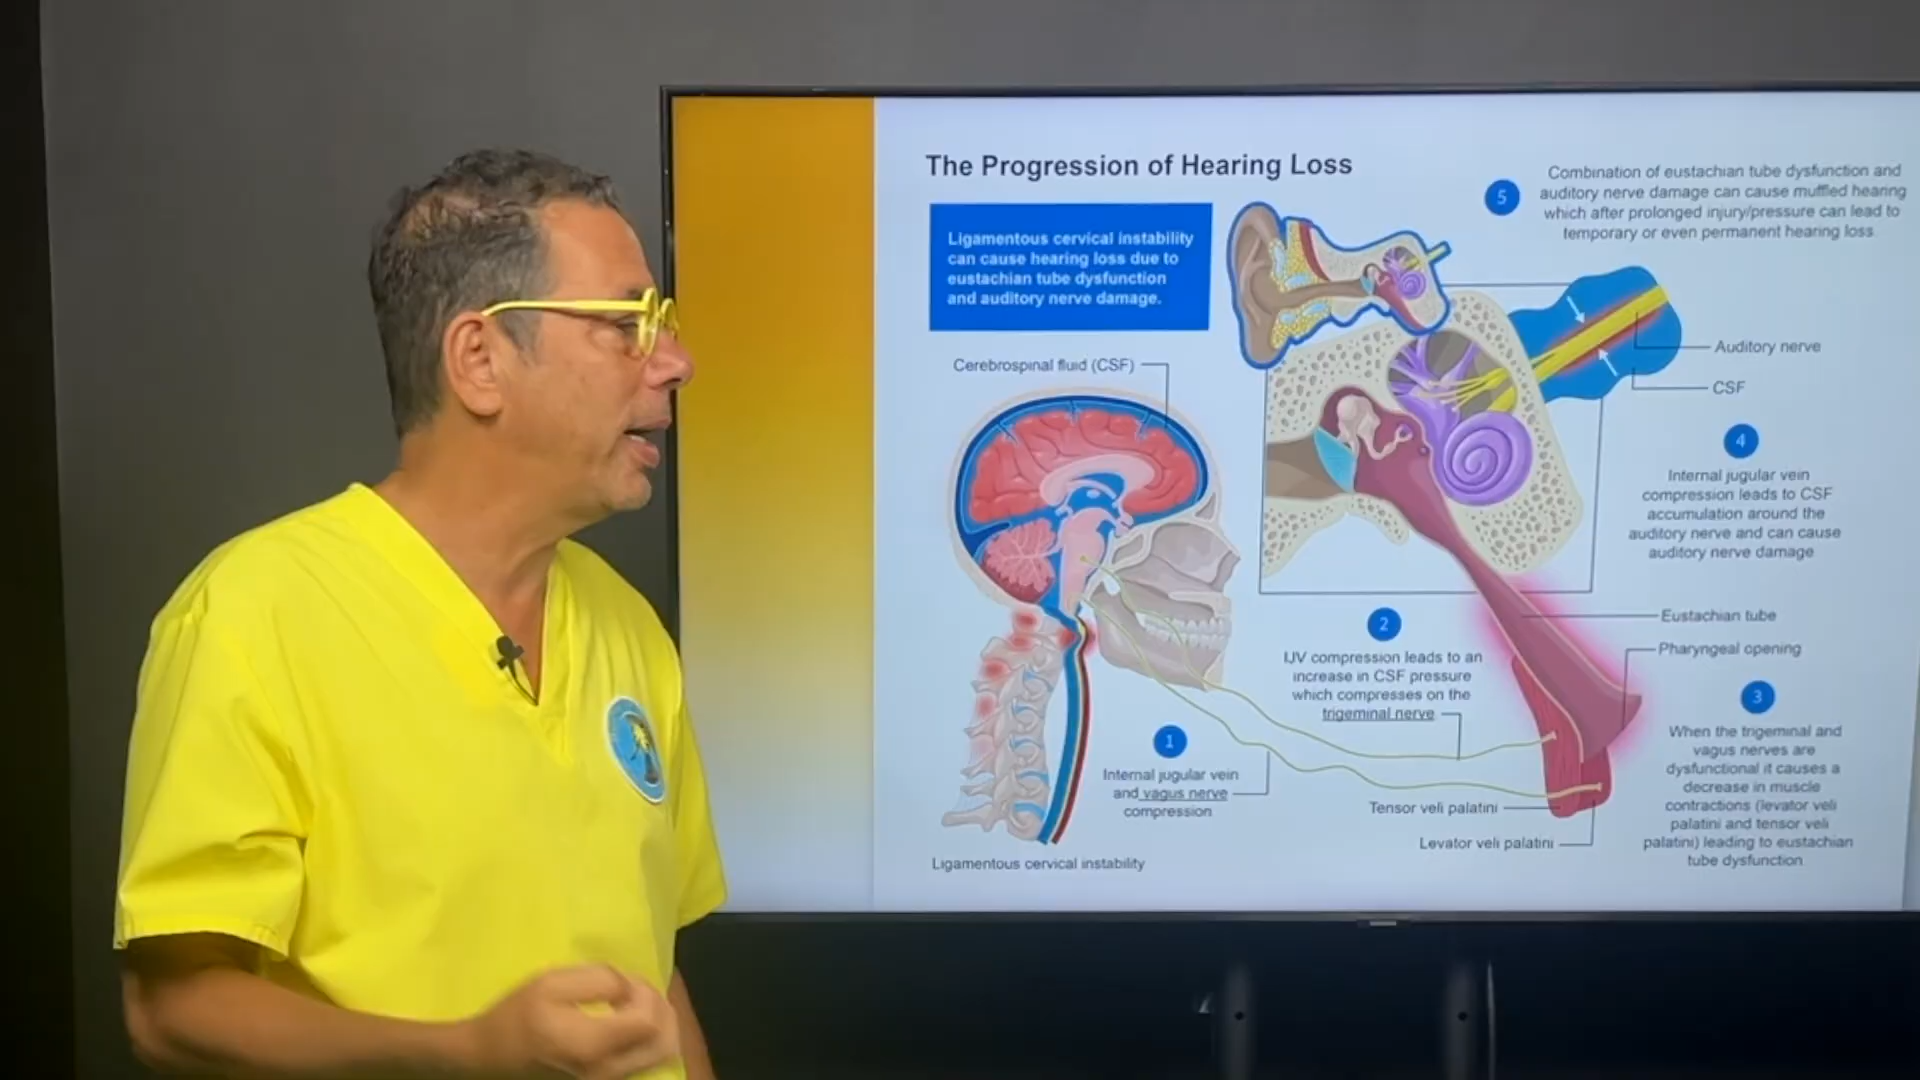 The Progression of Hearing Loss
Ligamentous cervical instability
can cause hearing loss due to
eustachian tube dysfunction
and auditory nerve damage.
5
Combination of eustachian tube dysfunction and
auditory nerve damage can cause muffled hearing
which after prolonged injury/pressure can lead to
temporary or even permanent hearing loss
Cerebrospinal fluid (CSF)
Auditory nerve
CSF
4
Internal jugular vein
compression leads to CSF
accumulation around the
auditory nerve and can cause
auditory nerve damage
Eustachian tube
Pharyngeal opening
2
IJV compression leads to an
increase in CSF pressure
which compresses on the
trigeminal nerve
3
When the trigeminal and
vagus nerves are
dysfunctional it causes a
decrease in muscle
contractions (levator veli
palatini and tensor veli
palatini) leading to eustachian
tube dysfunction
1
Internal jugular vein
and vagus nerve
compression
Tensor veli palatini
Levator veli palatini
Ligamentous cervical instability